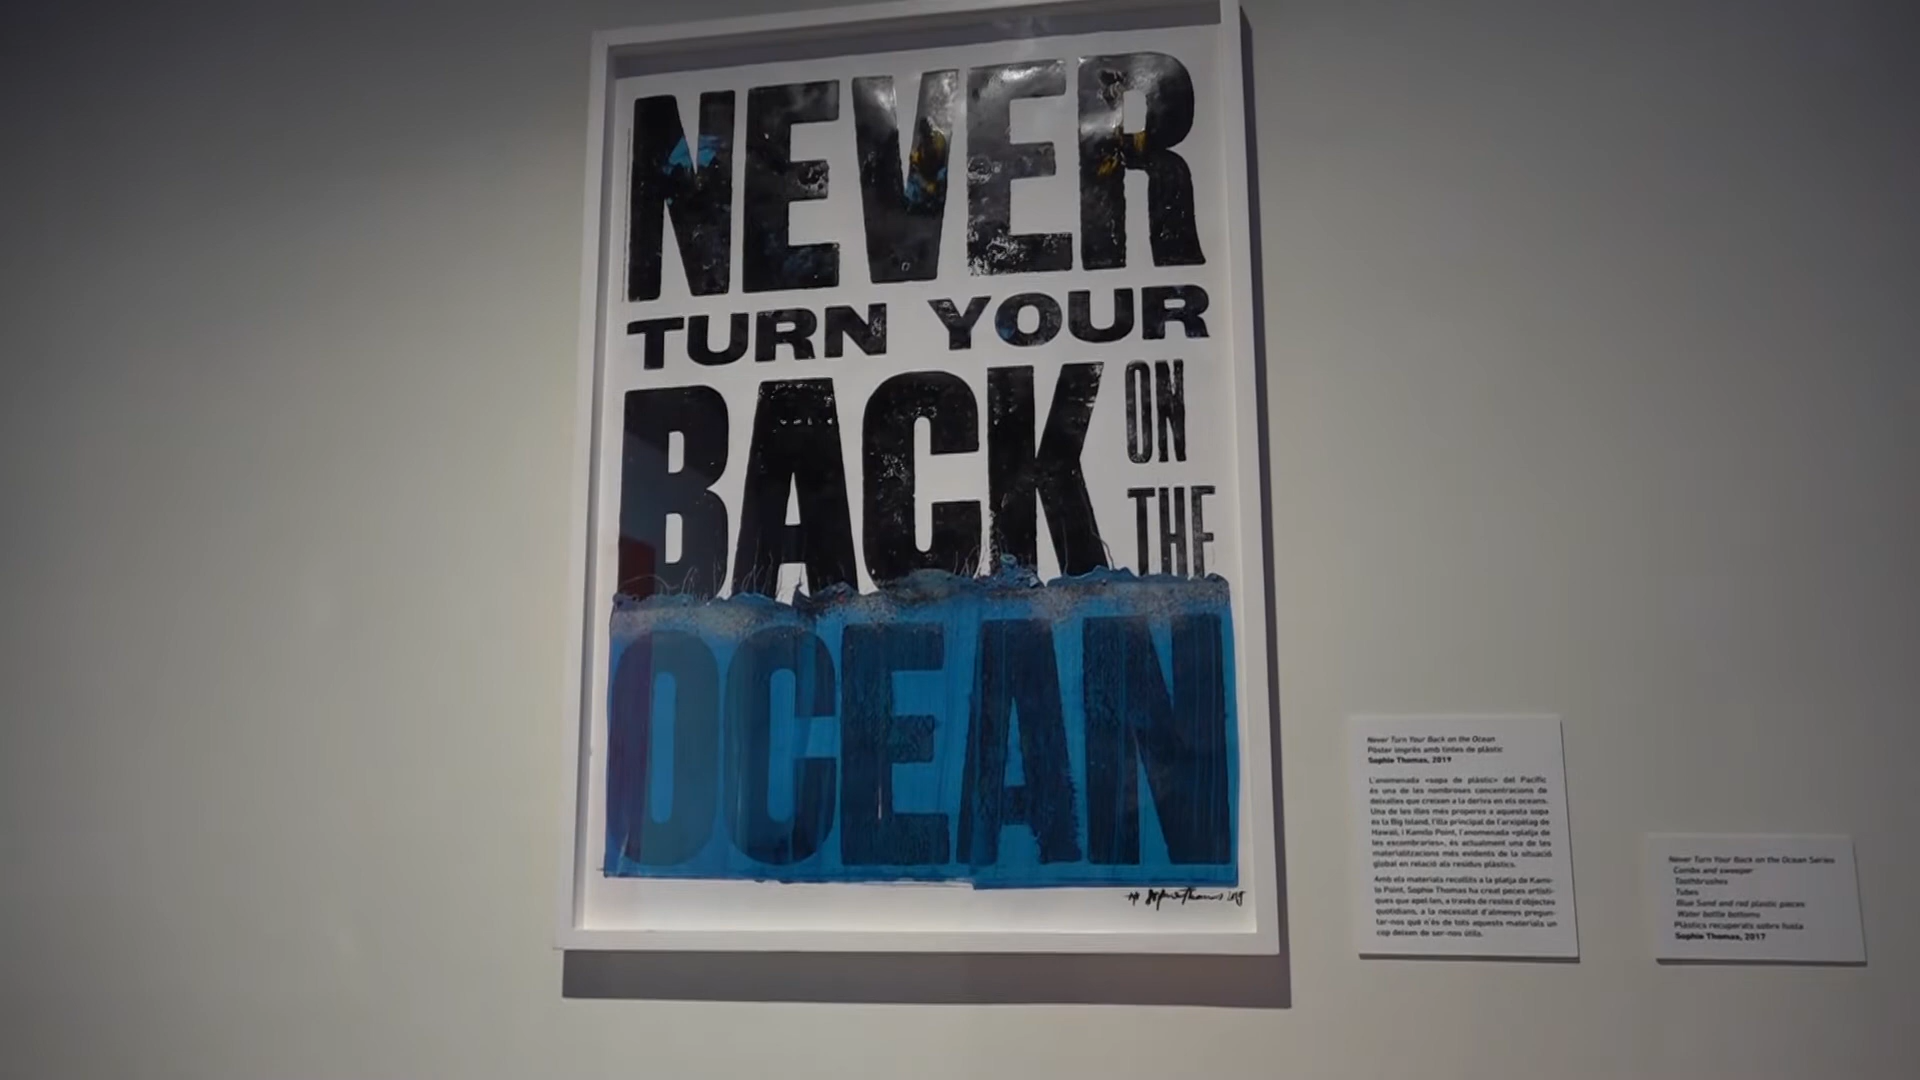 NEVER
TURN YOUR
BACK
ON
THE
OCEAN
Never Turn Your Back on the Ocean
Pòster imprès amb tintes de plàstic
Sophie Thomas, 2019
L'anomenada «sopa de plàstic» del Pacífic
és una de les nombroses concentracions de
deixalles que creixen a la deriva en els oceans.
Una de les illes més properes a aquesta sopa
és la Big Island, l'illa principal de l'arxipèlag de
Hawaii, i Kamilo Point, l'anomenada «platja de
les escombraries», és actualment una de les
materialitzacions més evidents de la situació
global en relació als residus plàstics.
Amb els materials recollits a la platja de Kami-
lo Point, Sophie Thomas ha creat peces artísti-
ques que apel·len, a través de restes d'objectes
quotidians, a la necessitat d'almenys pregun-
tar-nos què n'és de tots aquests materials un
cop deixen de ser-nos útils.
Never Turn Your Back on the Ocean Series
Combs and sweeper
Toothbrushes
Tubes
Blue Sand and red plastic pieces
Water bottle bottoms
Plàstics recuperats sobre fusta
Sophie Thomas, 2017